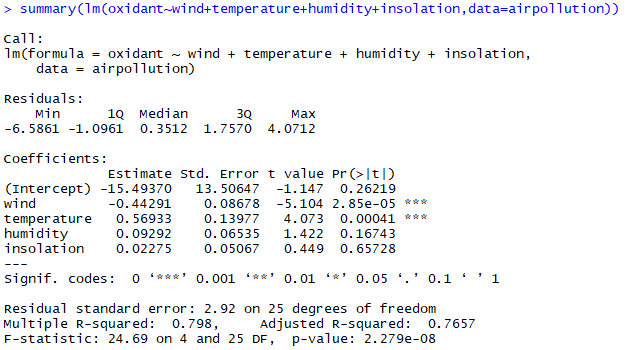 > summary(lm(oxidant~wind+temperature+humidity+insolation,data=airpollution))
Call:
lm(formula = oxidant ~ wind + temperature + humidity + insolation,
    data = airpollution)
Residuals:
    Min      1Q  Median      3Q     Max
-6.5861 -1.0961  0.3512  1.7570  4.0712
Coefficients:
             Estimate Std. Error t value Pr(>|t|)
(Intercept) -15.49370   13.50647  -1.147  0.26219
wind         -0.44291    0.08678  -5.104 2.85e-05 ***
temperature   0.56933    0.13977   4.073  0.00041 ***
humidity      0.09292    0.06535   1.422  0.16743
insolation    0.02275    0.05067   0.449  0.65728
---
Signif. codes:  0 ‘***’ 0.001 ‘**’ 0.01 ‘*’ 0.05 ‘.’ 0.1 ‘ ’ 1
Residual standard error: 2.92 on 25 degrees of freedom
Multiple R-squared:  0.798,	Adjusted R-squared:  0.7657
F-statistic: 24.69 on 4 and 25 DF,  p-value: 2.279e-08